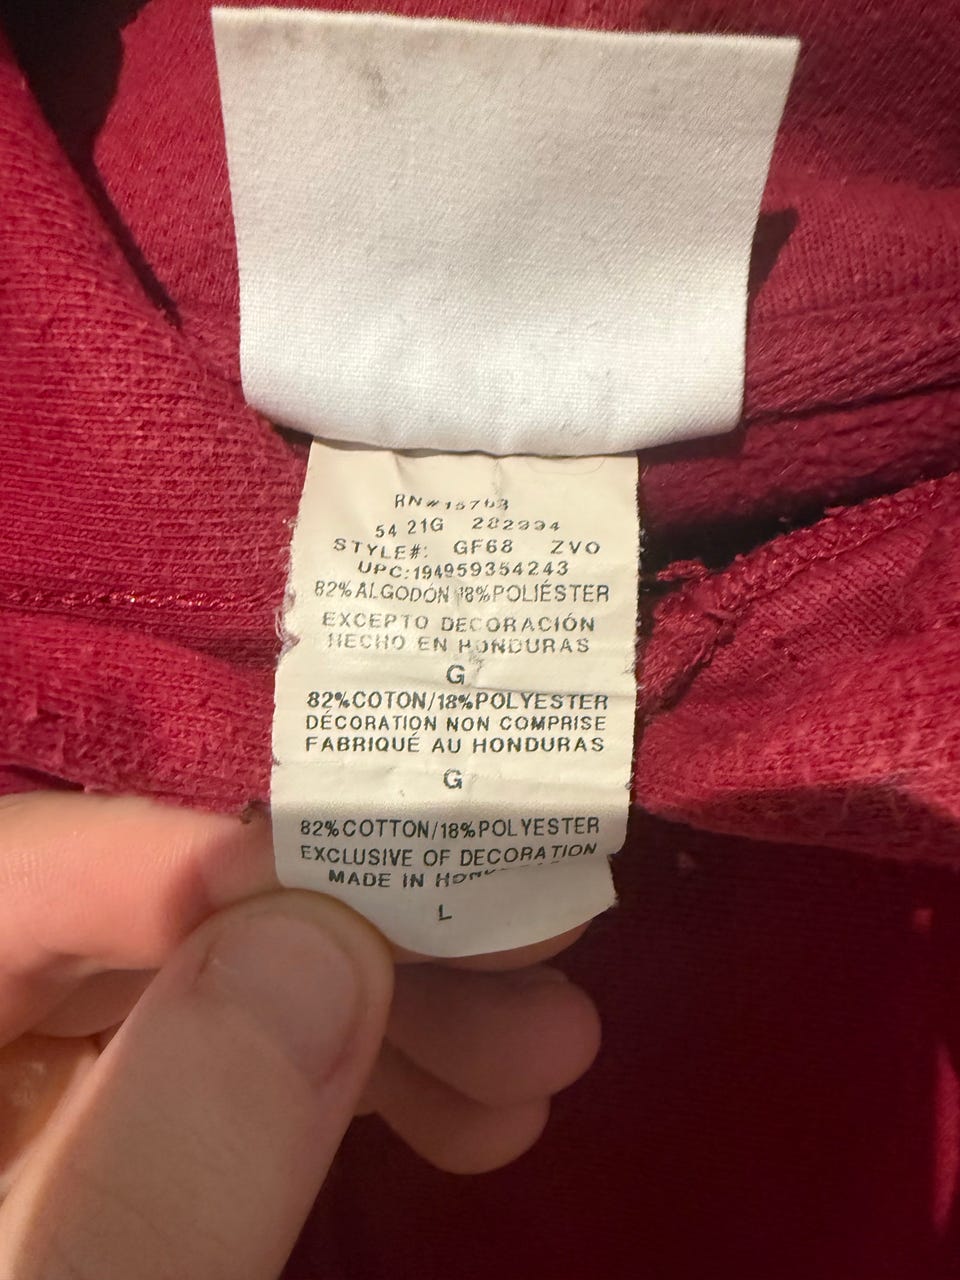 RN#15763
54 21G 282994
STYLE#: GF68 ZVO
UPC:194959354243
82%ALGODÓN 18%POLIÉSTER
EXCEPTO DECORACIÓN
HECHO EN HONDURAS
G
82%COTON/18%POLYESTER
DÉCORATION NON COMPRISE
FABRIQUÉ AU HONDURAS
G
82%COTTON/18%POLYESTER
EXCLUSIVE OF DECORATION
MADE IN
L